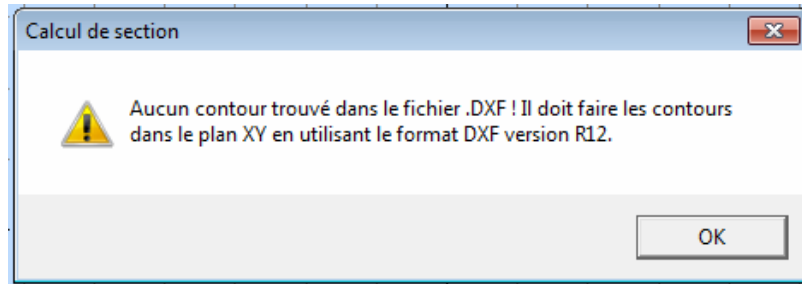 Calcul de section
Aucun contour trouvé dans le fichier .DXF ! Il doit faire les contours
dans le plan XY en utilisant le format DXF version R12.
OK